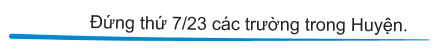 Đứng thứ 7/23 các trường trong Huyện.